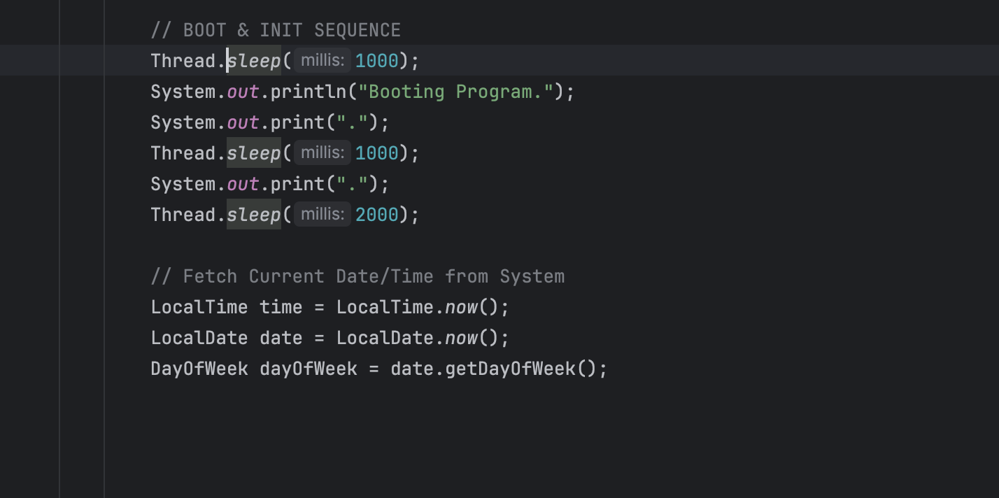 // BOOT & INIT SEQUENCE
Thread.sleep( millis: 1000);
System.out.println("Booting Program.");
System.out.print(".");
Thread.sleep( millis: 1000);
System.out.print(".");
Thread.sleep( millis: 2000);
// Fetch Current Date/Time from System
LocalTime time = LocalTime.now();
LocalDate date = LocalDate.now();
DayOfWeek dayOfWeek = date.getDayOfWeek();